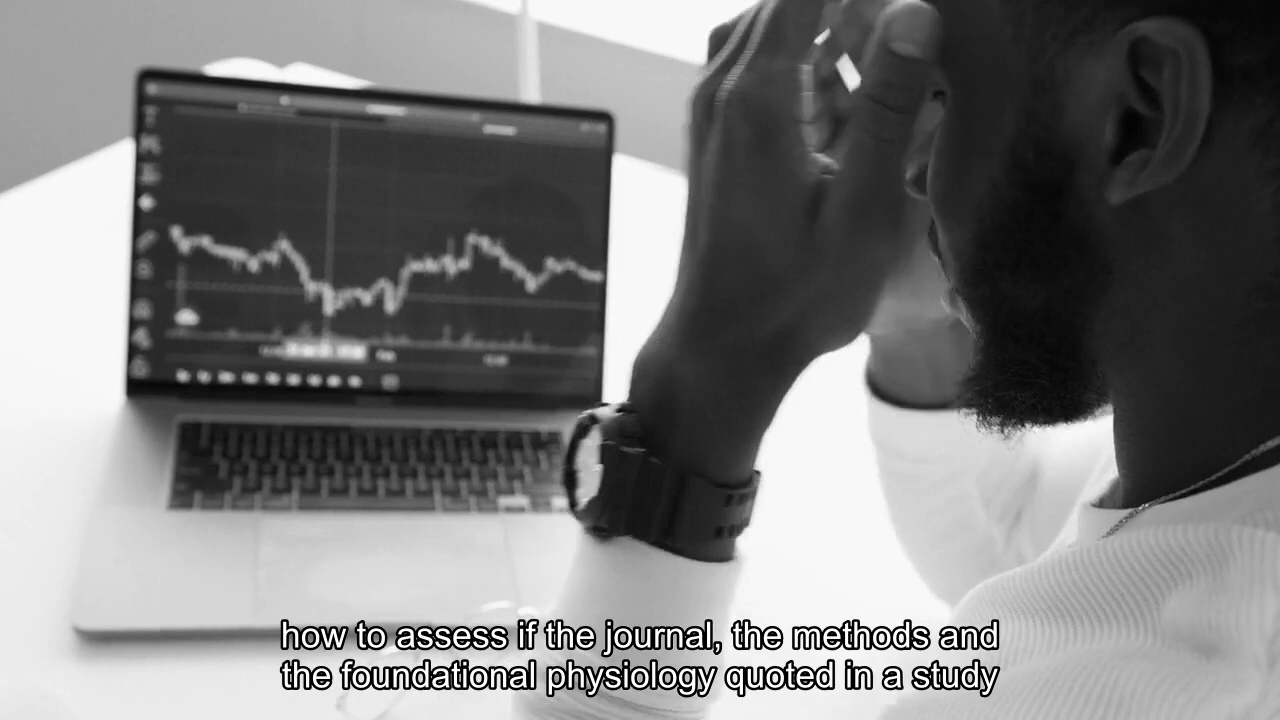 how to assess if the journal, the methods and
the foundational physiology quoted in a study